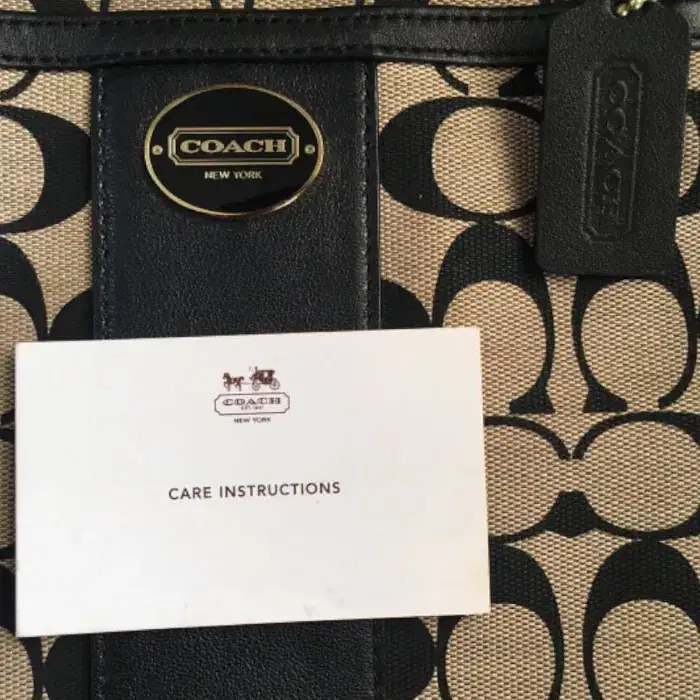 COACH
NEW YORK
COACH
COACH
EST. 1941
NEW YORK
CARE INSTRUCTIONS